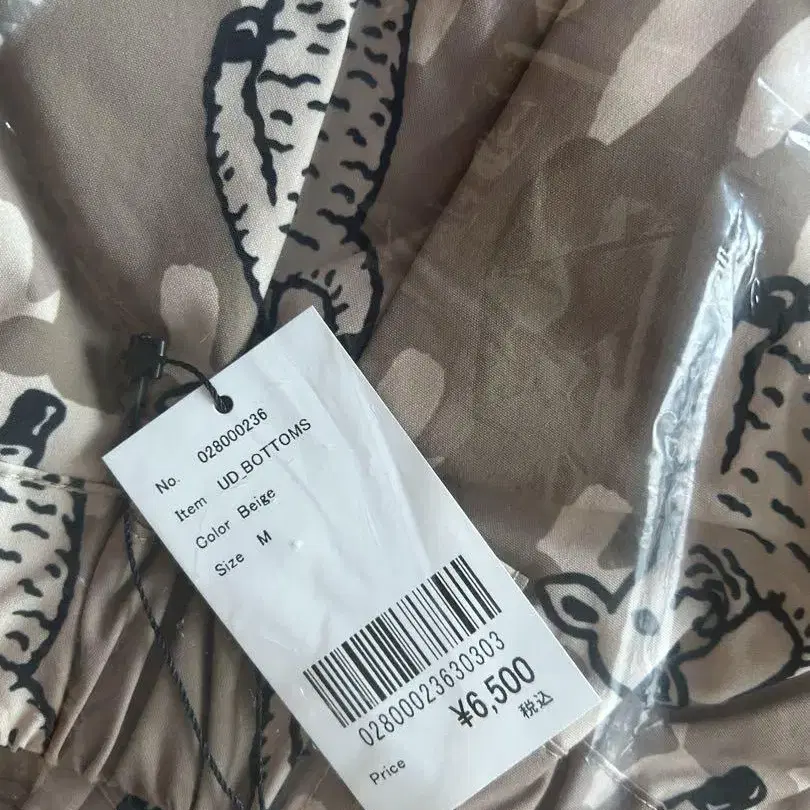 No. 028000236
Item UD_BOTTOMS
Color Beige
Size M
02800023630303
¥6,500
税込
Price